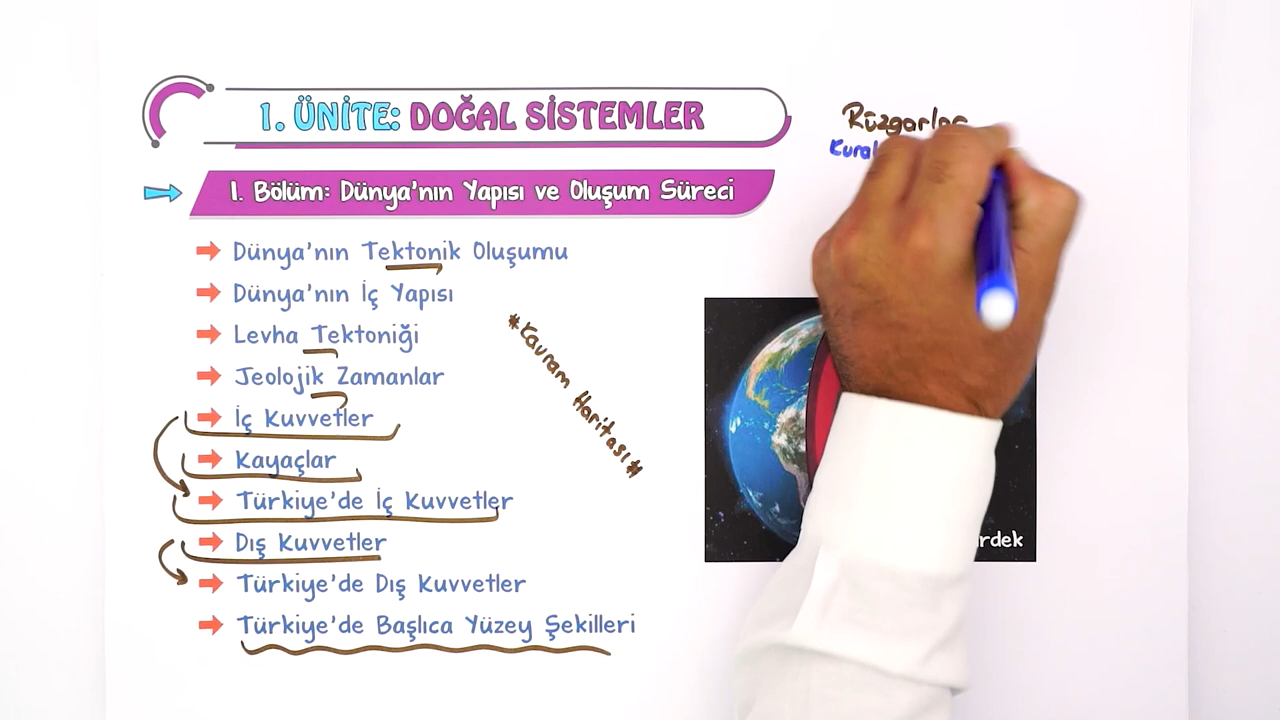 1. ÜNİTE: DOĞAL SİSTEMLER
1. Bölüm: Dünya'nın Yapısı ve Oluşum Süreci
Dünya'nın Tektonik Oluşumu
Dünya'nın İç Yapısı
Levha Tektoniği
Jeolojik Zamanlar
İç Kuvvetler
Kayaçlar
Türkiye'de İç Kuvvetler
Dış Kuvvetler
Türkiye'de Dış Kuvvetler
Türkiye'de Başlıca Yüzey Şekilleri
*Kavram Haritası*
Rüzgarlar